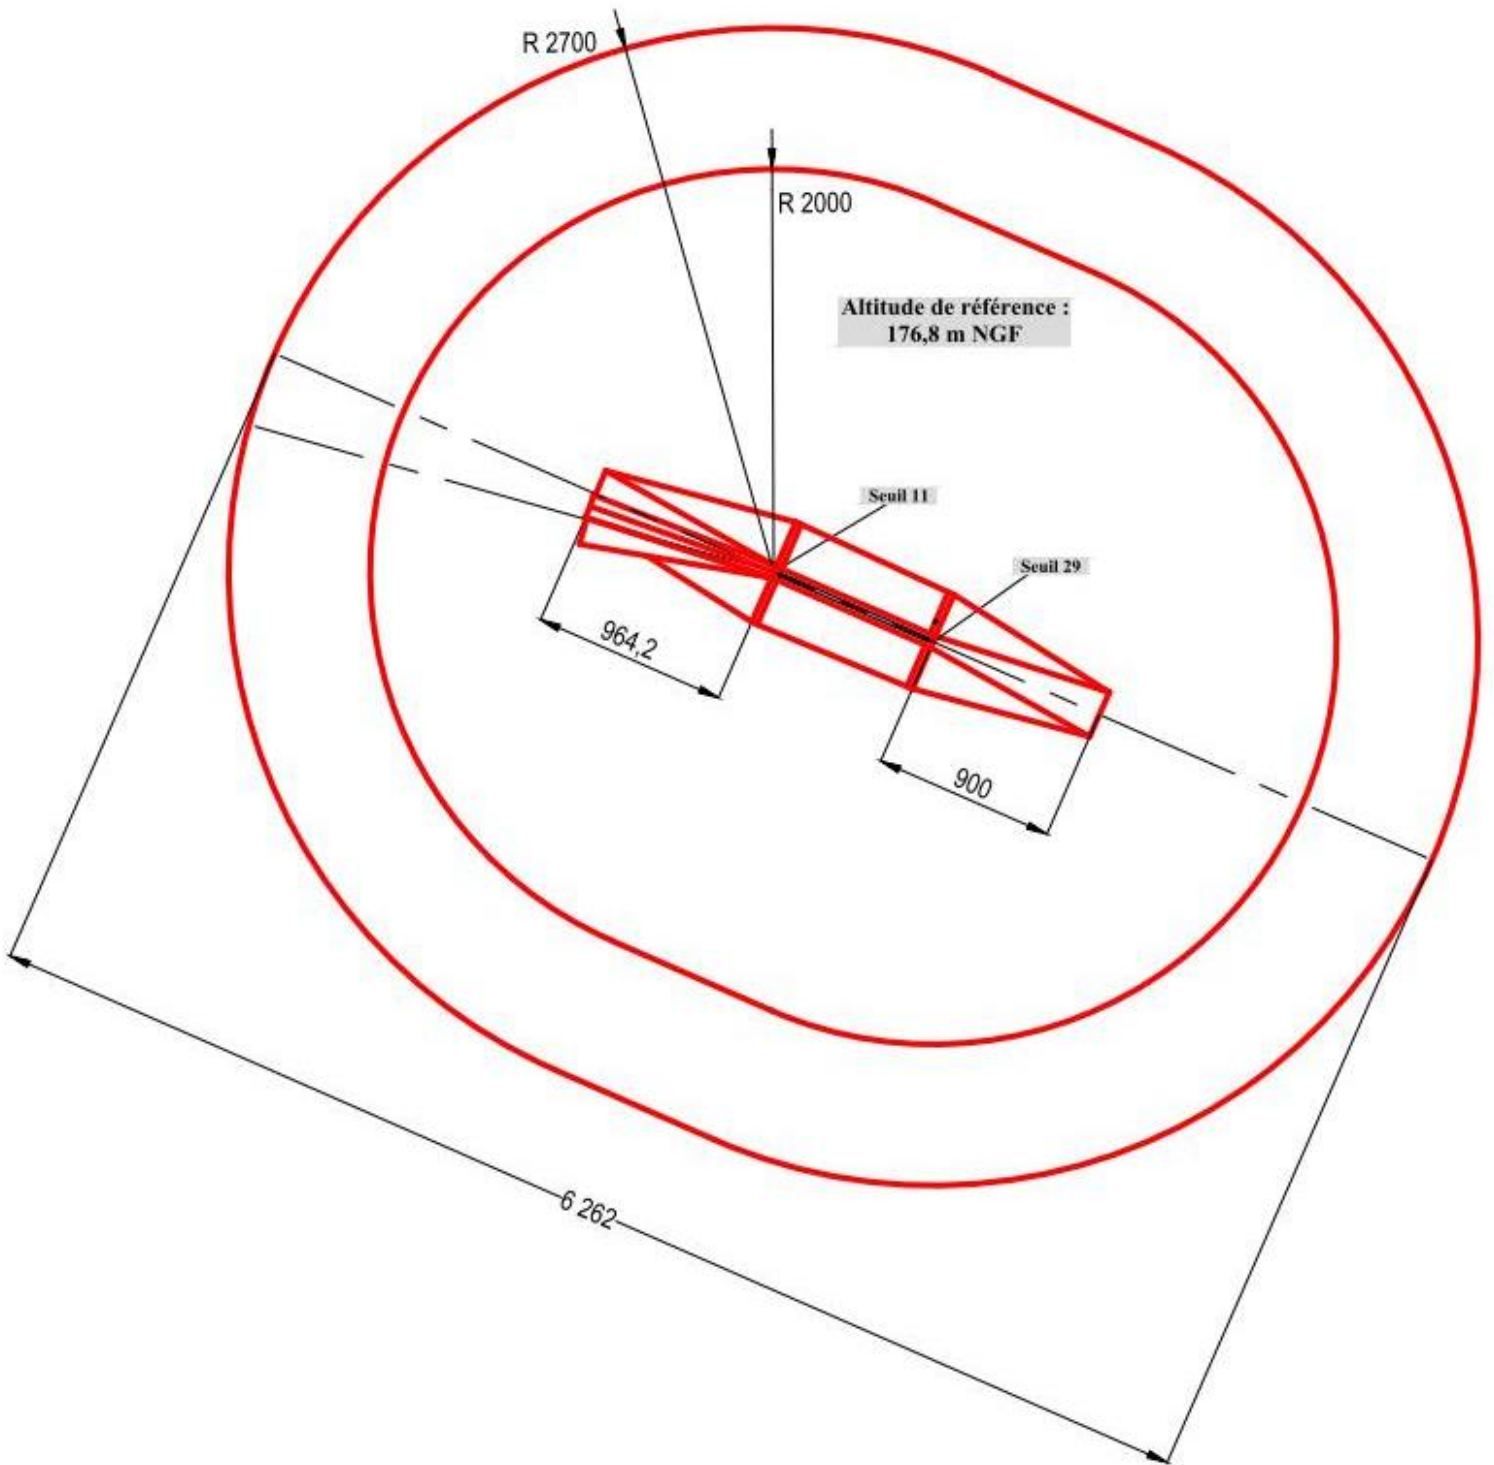 R 2700
R 2000
Altitude de référence :
176,8 m NGF
Seuil 11
Seuil 29
964,2
900
6 262